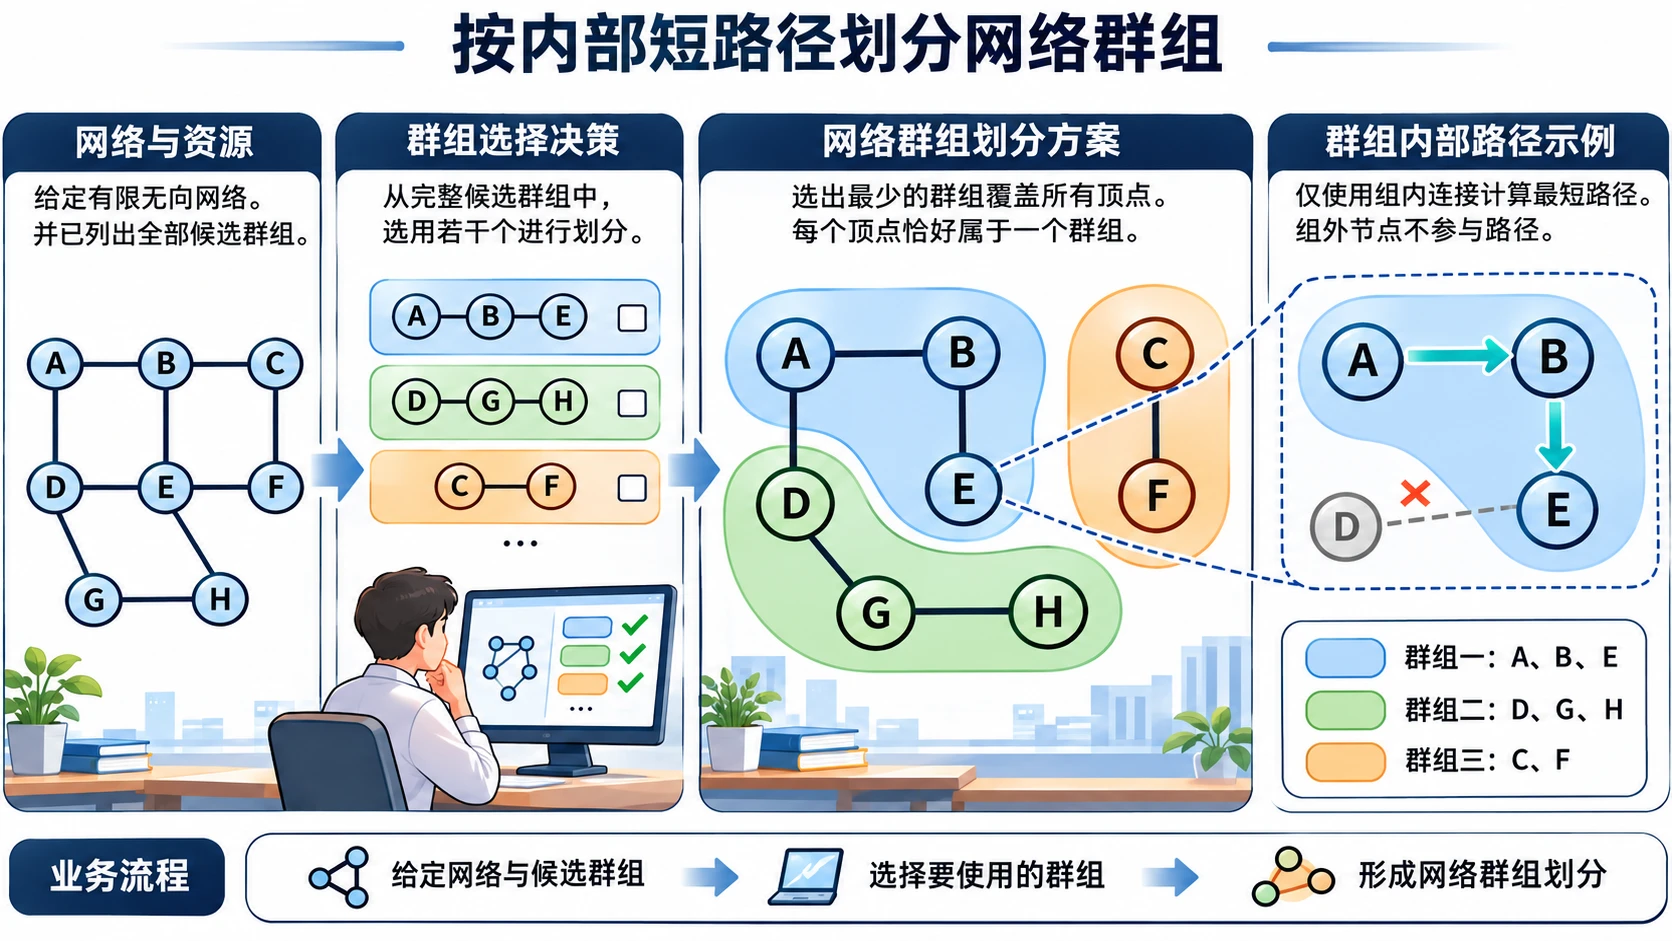 按内部短路径划分网络群组
网络与资源
给定有限无向网络。
并已列出全部候选群组。
A
B
C
D
E
F
G
H
群组选择决策
从完整候选群组中，
选用若干个进行划分。
A B E
D G H
C F
...
...
网络群组划分方案
选出最少的群组覆盖所有顶点。
每个顶点恰好属于一个群组。
A
B
C
D
E
F
G
H
群组内部路径示例
仅使用组内连接计算最短路径。
组外节点不参与路径。
A
B
D
E
群组一：A、B、E
群组二：D、G、H
群组三：C、F
业务流程
给定网络与候选群组
选择要使用的群组
形成网络群组划分